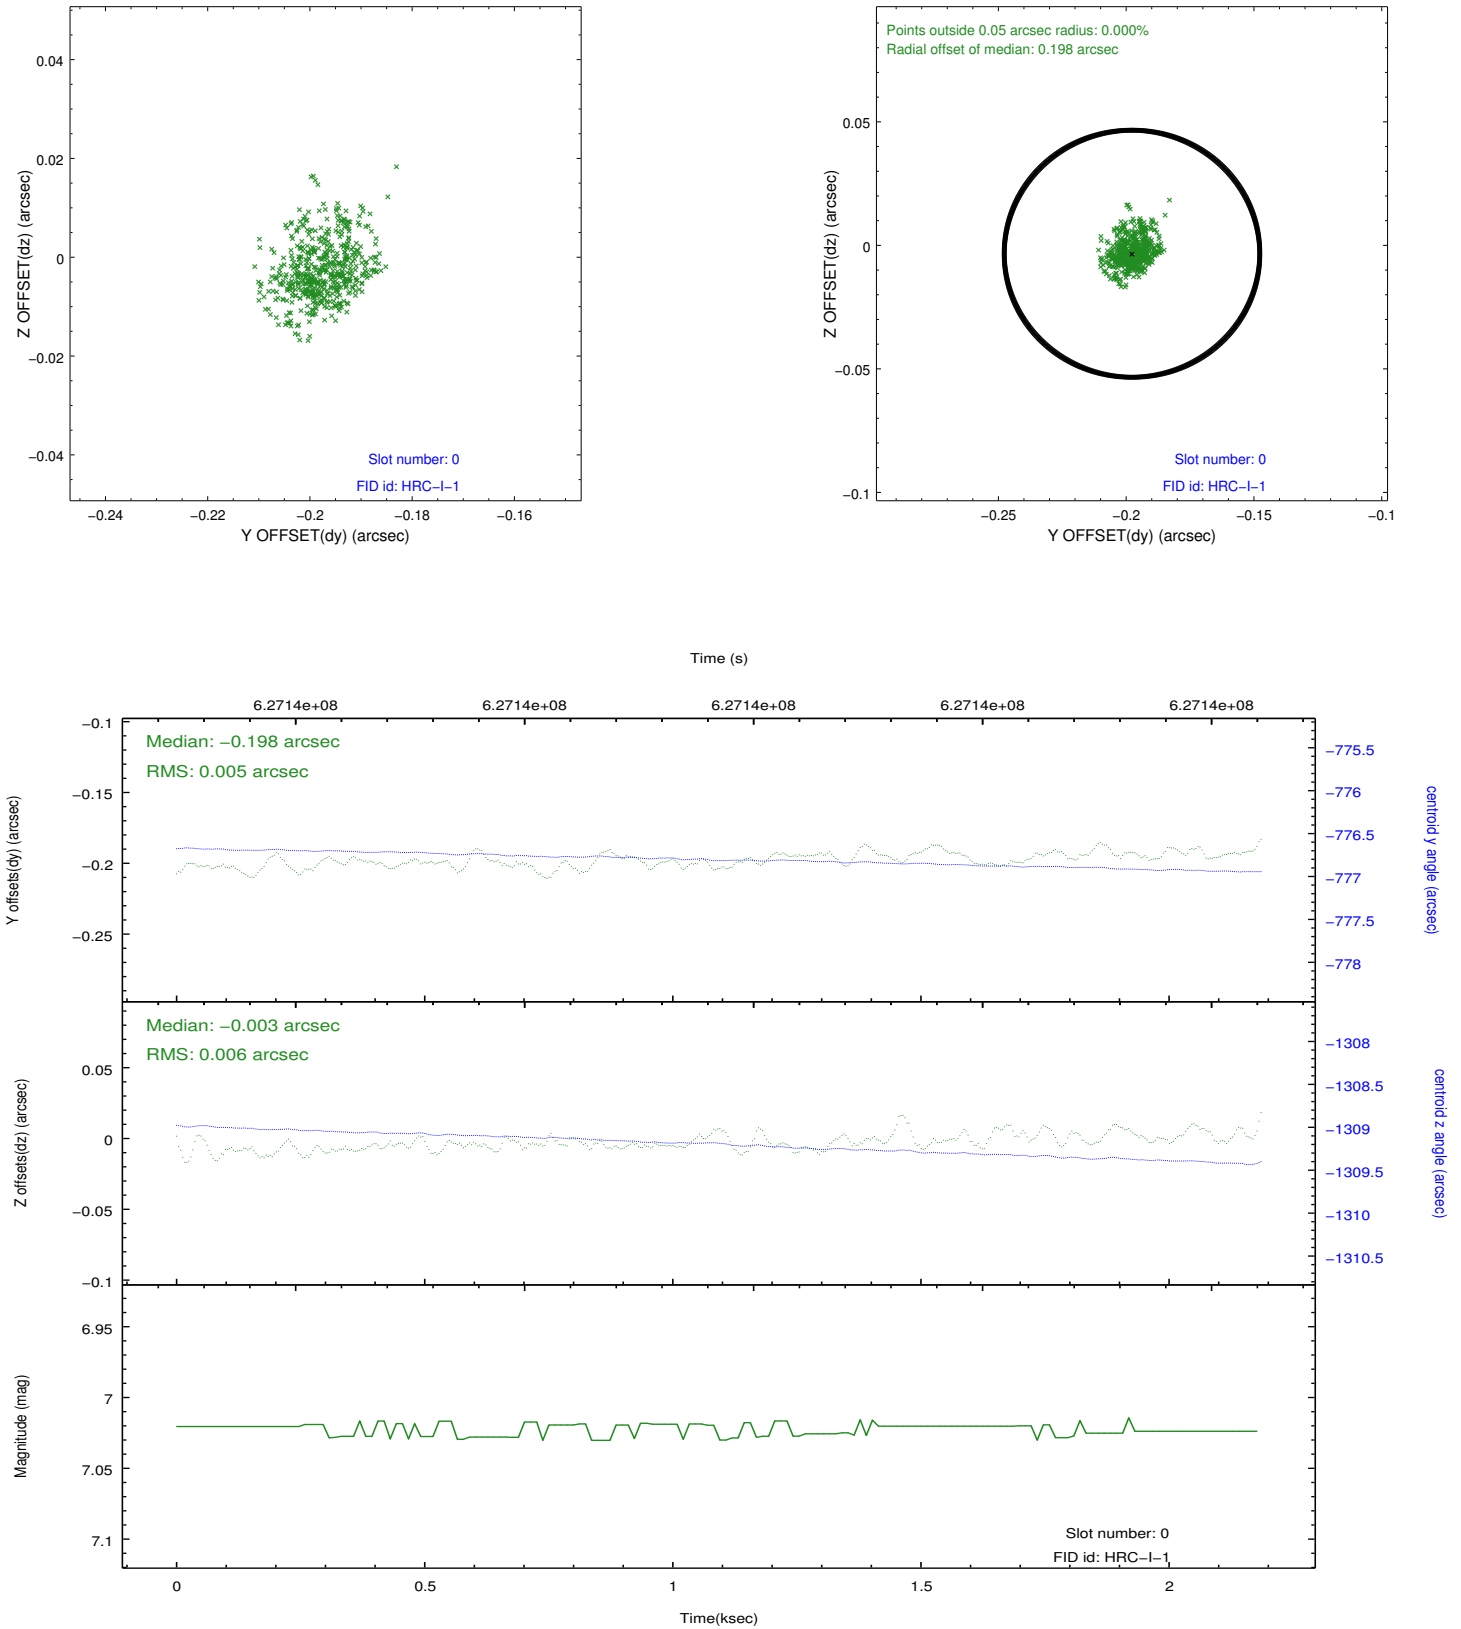 0.04
0.02
0
−0.02
−0.04
Z OFFSET(dz) (arcsec)
Slot number: 0
FID id: HRC−I−1
−0.24
−0.22
−0.2
−0.18
−0.16
Y OFFSET(dy) (arcsec)
Points outside 0.05 arcsec radius: 0.000%
Radial offset of median: 0.198 arcsec
0.05
0
−0.05
−0.1
Z OFFSET(dz) (arcsec)
Slot number: 0
FID id: HRC−I−1
−0.25
−0.2
−0.15
−0.1
Y OFFSET(dy) (arcsec)
Time (s)
6.2714e+08
6.2714e+08
6.2714e+08
6.2714e+08
6.2714e+08
Median: −0.198 arcsec
RMS: 0.005 arcsec
−0.1
−0.15
−0.2
−0.25
Y offsets(dy) (arcsec)
−775.5
−776
−776.5
−777
−777.5
−778
centroid y angle (arcsec)
Median: −0.003 arcsec
RMS: 0.006 arcsec
0.05
0
−0.05
−0.1
Z offsets(dz) (arcsec)
−1308
−1308.5
−1309
−1309.5
−1310
−1310.5
centroid z angle (arcsec)
6.95
7
7.05
7.1
Magnitude (mag)
Slot number: 0
FID id: HRC−I−1
0
0.5
1
1.5
2
Time(ksec)